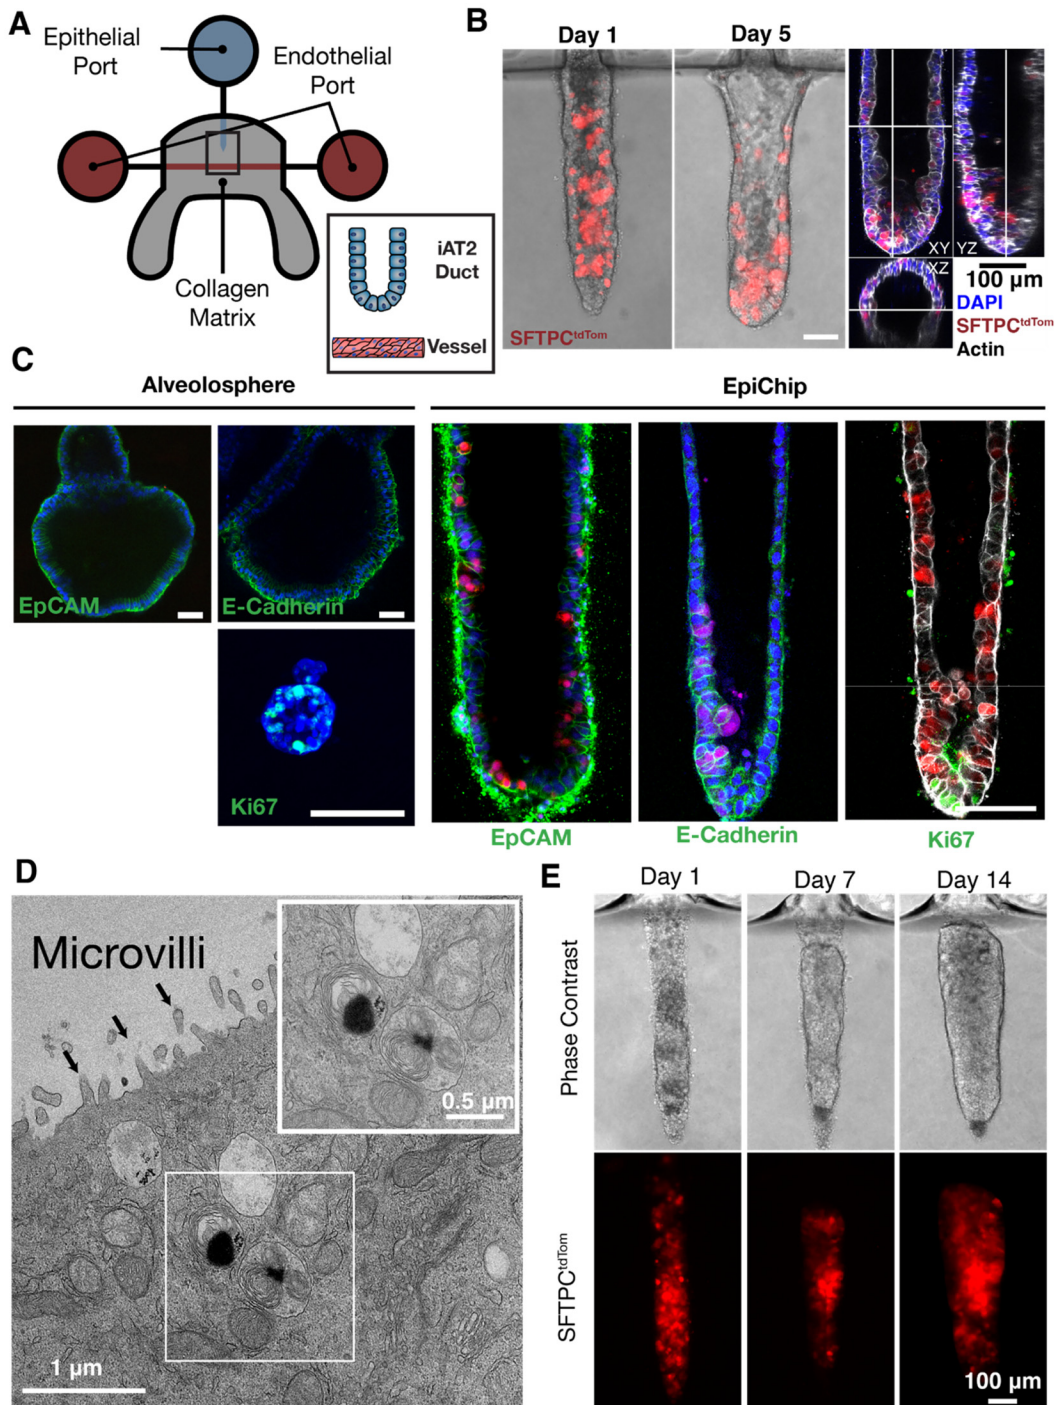 A
Epithelial
Port
Endothelial
Port
Collagen
Matrix
iAT2
Duct
Vessel
B
Day 1
Day 5
SFTPCtdTom
XY
YZ
XZ
100 µm
DAPI
SFTPCtdTom
Actin
C
Alveolosphere
EpiChip
EpCAM
E-Cadherin
Ki67
EpCAM
E-Cadherin
Ki67
D
Microvilli
0.5 µm
1 µm
E
Day 1
Day 7
Day 14
Phase Contrast
SFTPCtdTom
100 µm